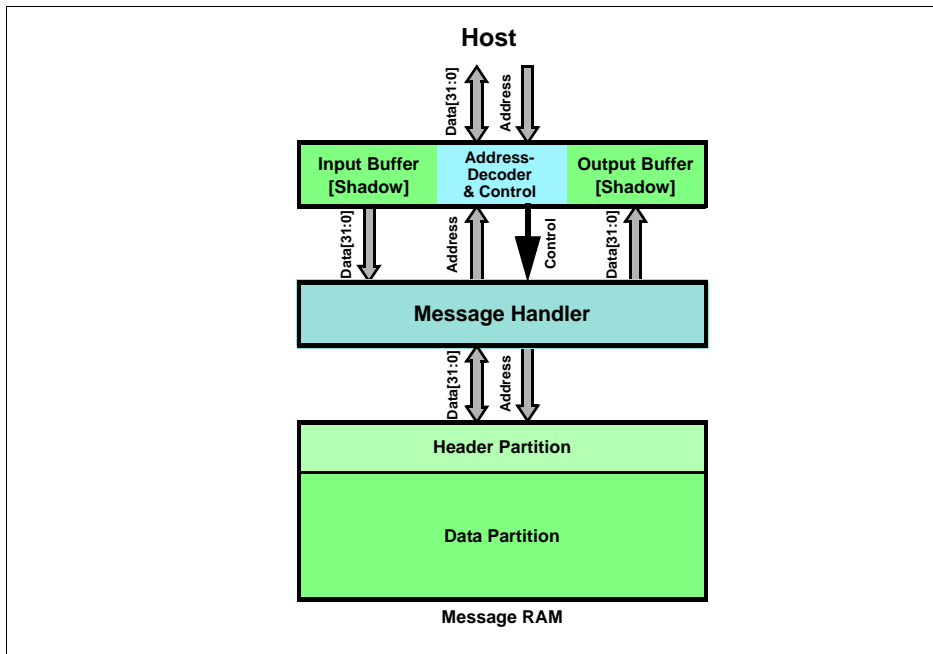 Host
Data[31:0]
Address
Input Buffer
[Shadow]
Address-
Decoder
& Control
Output Buffer
[Shadow]
Data[31:0]
Address
Control
Data[31:0]
Message Handler
Data[31:0]
Address
Header Partition
Data Partition
Message RAM